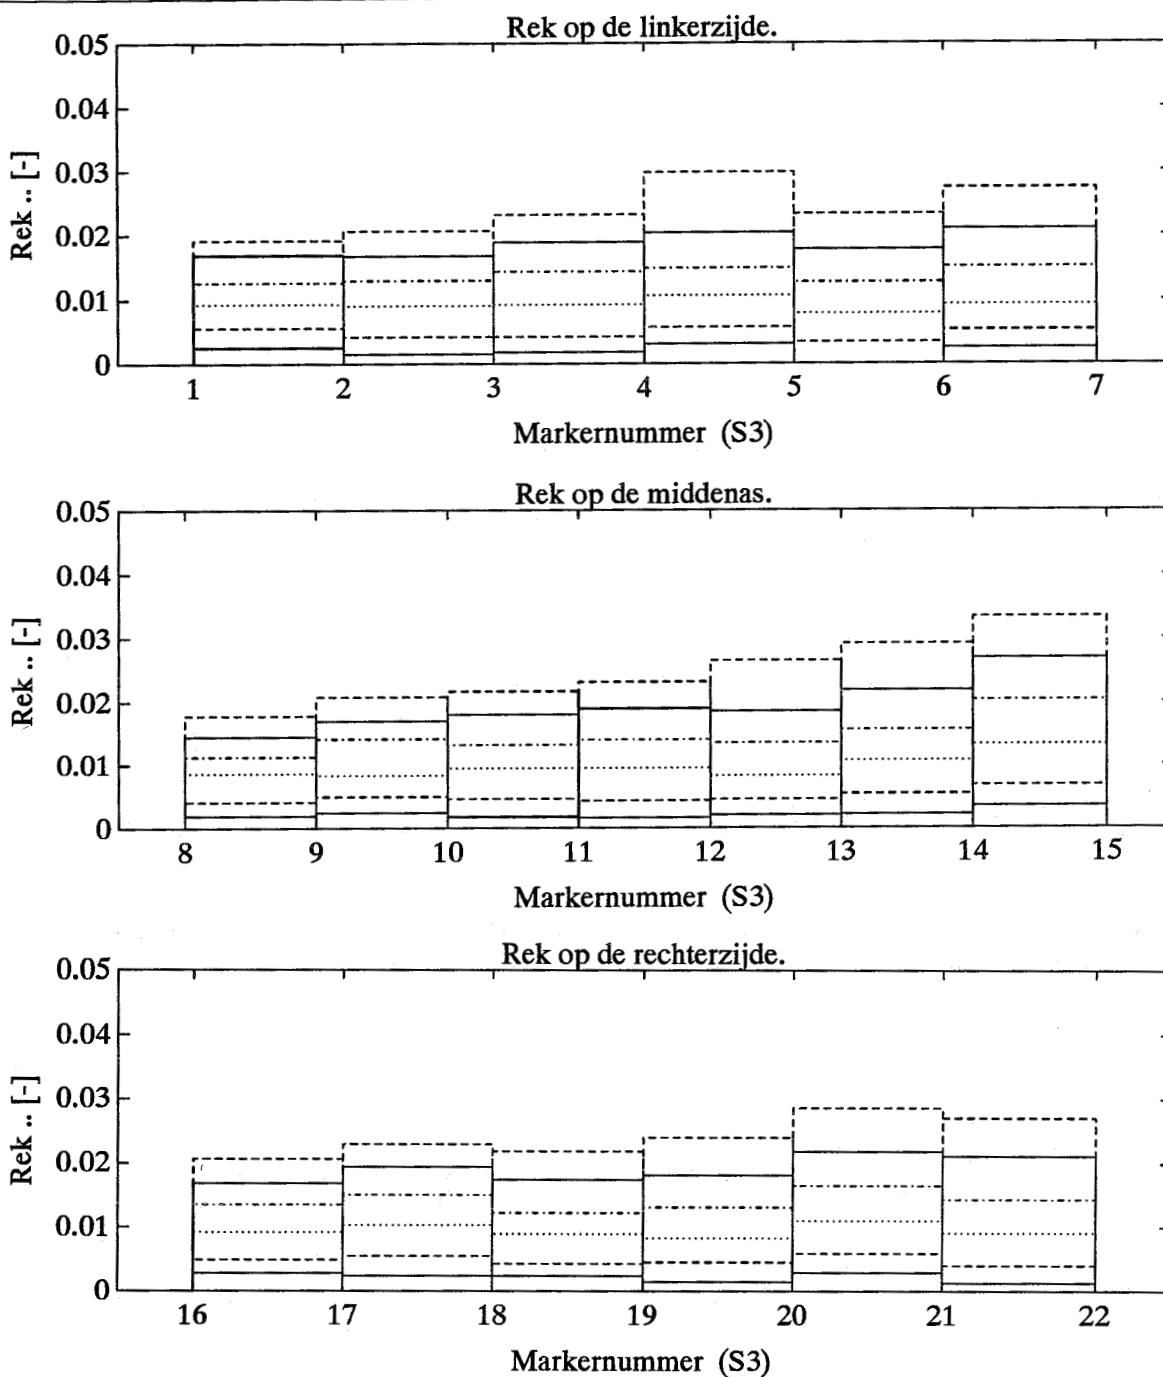 Rek op de linkerzijde.
0.05
0.04
0.03
0.02
0.01
0
Rek .. [-]
1 2 3 4 5 6 7
Markernummer (S3)
Rek op de middenas.
0.05
0.04
0.03
0.02
0.01
0
Rek .. [-]
8 9 10 11 12 13 14 15
Markernummer (S3)
Rek op de rechterzijde.
0.05
0.04
0.03
0.02
0.01
0
Rek .. [-]
16 17 18 19 20 21 22
Markernummer (S3)